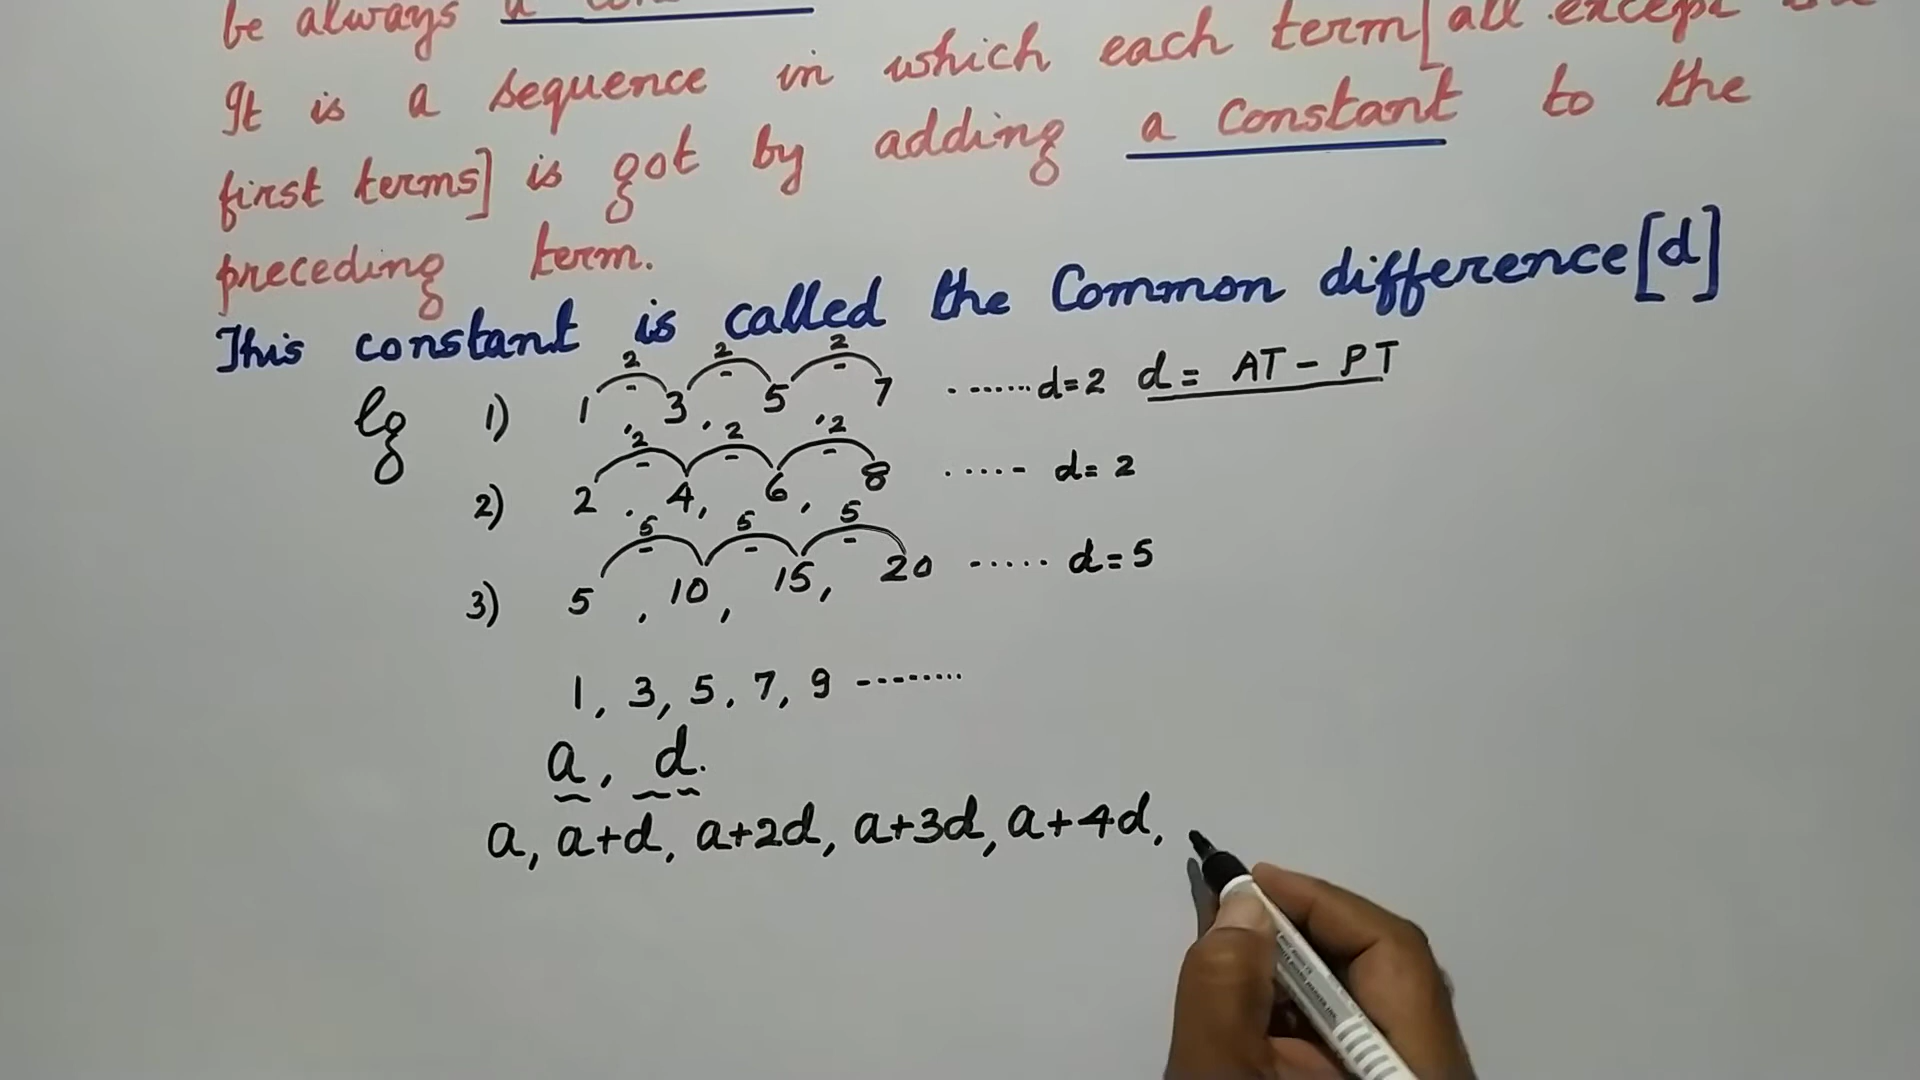 be always a
It is a sequence in which each term [all except
first terms] is got by adding a constant to the
preceding term.
This constant is called the Common difference [d]
2 2 2
eg 1) 1, 3, 5, 7 ....... d=2 d= AT - PT
2 2 2
2) 2, 4, 6, 8 ..... d= 2
5 5 5
3) 5, 10, 15, 20 ..... d=5
1, 3, 5, 7, 9 --------
a, d.
a, a+d, a+2d, a+3d, a+4d,